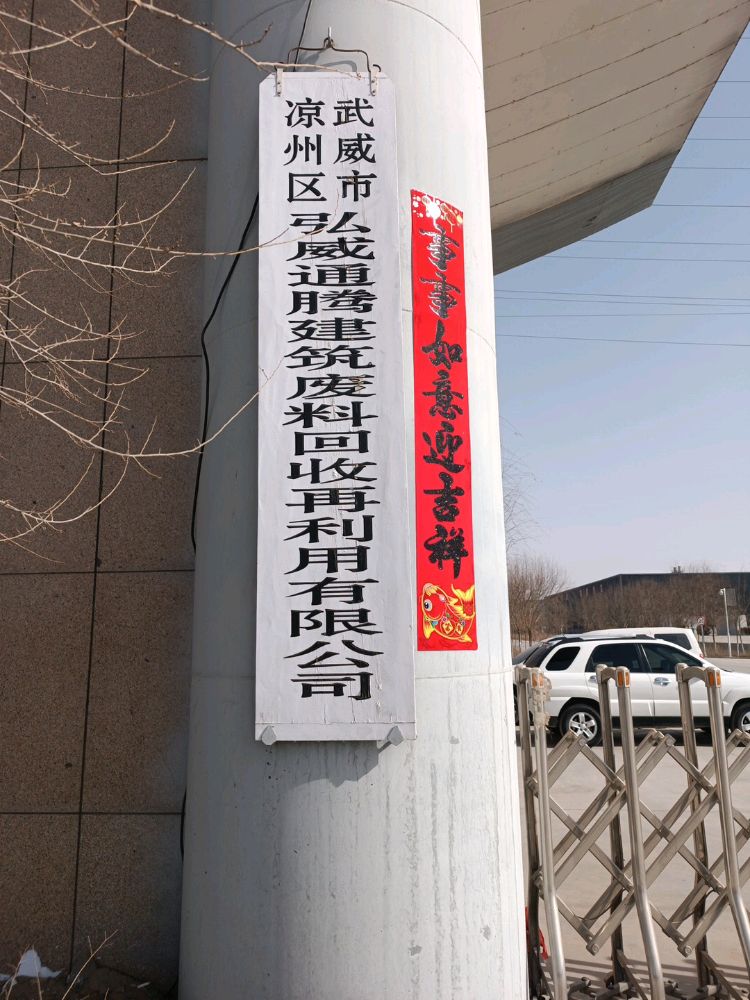 武威市
凉州区
弘威通腾建筑废料回收再利用有限公司
事事如意迎吉祥